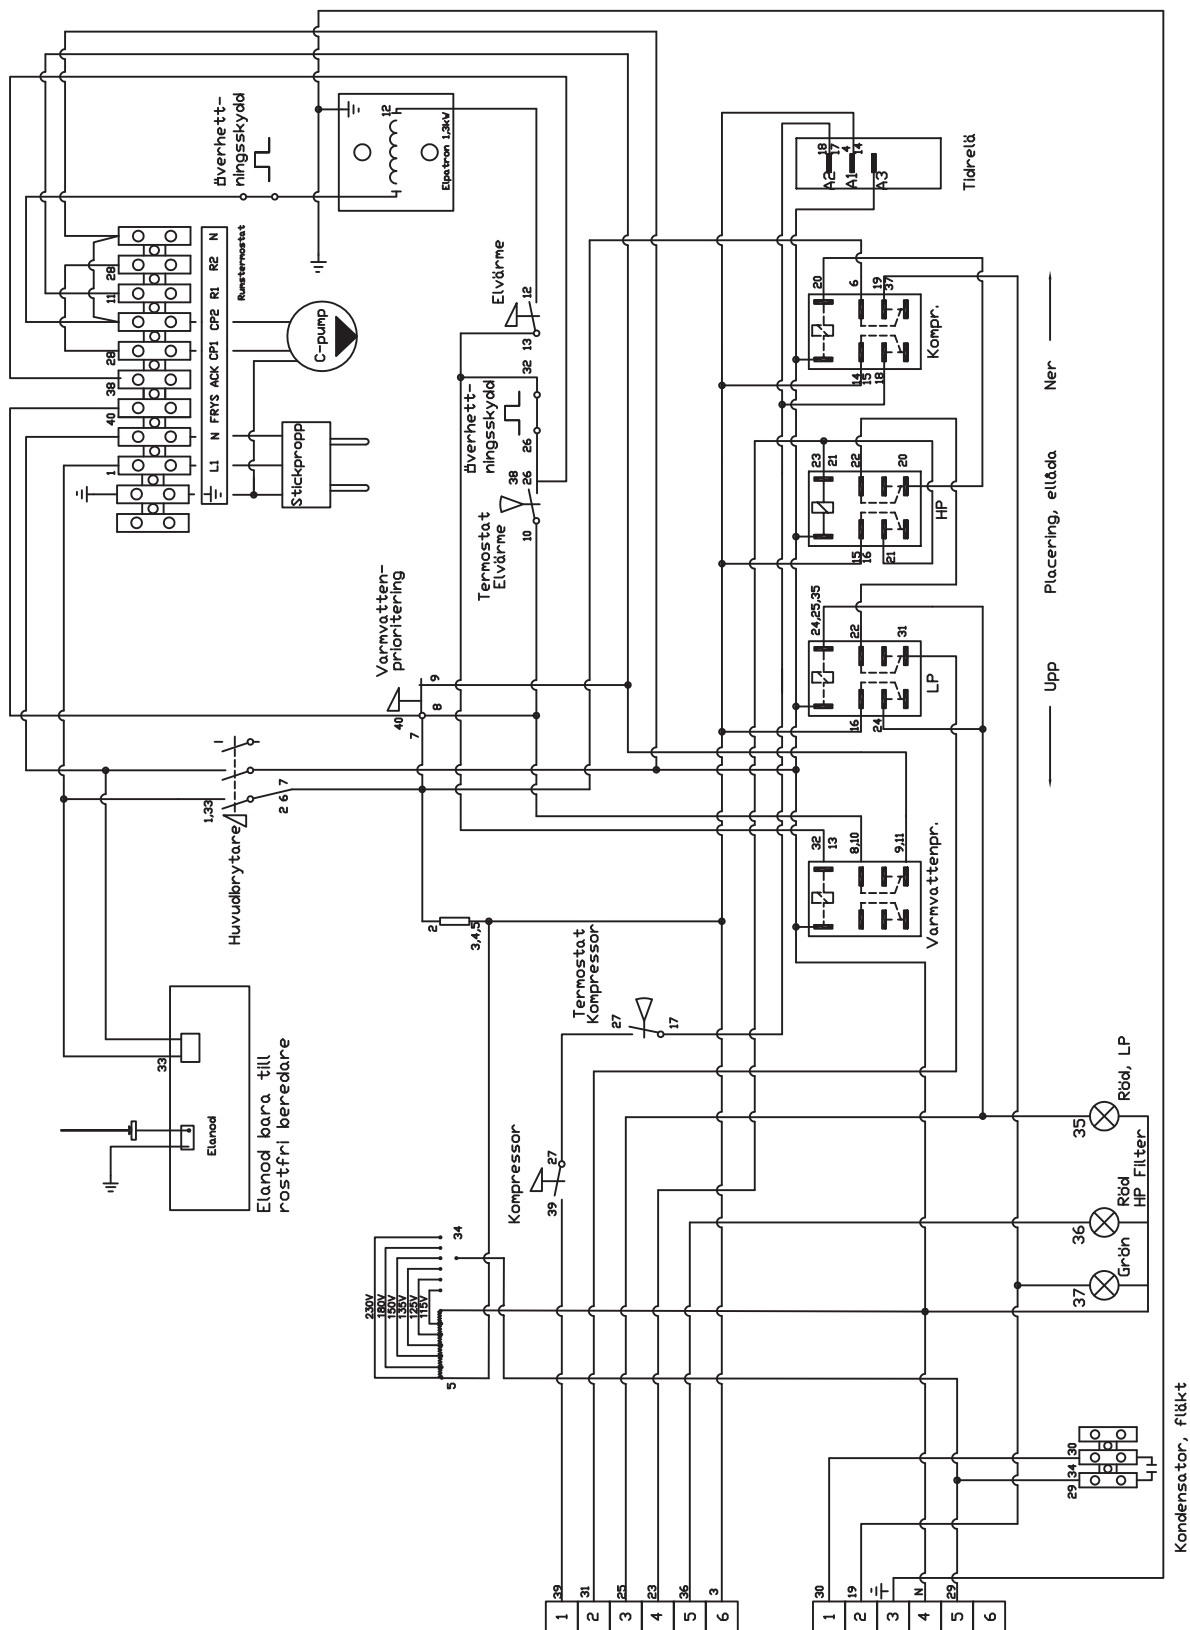 Överhett-
ningsskydd
12
Elpatron 1,3kW
N
28
R2
11
R1
CP2
28
CP1
38
ACK
40
FRYS
N
1
L1
Rumstermostat
C-pump
Stickpropp
Elvärme
12
13
32
Överhett-
ningsskydd
26
38
26
10
Termostat
Elvärme
Varmvatten-
prioritering
9
8
40
7
1,33
2 6 7
Huvudbrytare
33
Elanod
Elanod bara till
rostfri beredare
2
3,4,5
Termostat
Kompressor
27
17
Kompressor
27
39
34
230V
180V
150V
135V
125V
115V
5
18
17
4
14
A2
A1
A3
Tidrelä
20
6
19
37
14
15
18
Kompr.
23
21
22
20
15
16
21
HP
24,25,35
22
31
16
24
LP
32
13
8,10
9,11
Varmvattenpr.
Upp
Placering, ellåda
Ner
35
Röd, LP
36
Röd
HP Filter
37
Grön
29
34
30
Kondensator, fläkt
39
31
25
23
36
3
1
2
3
4
5
6
30
19
N
29
1
2
3
4
5
6